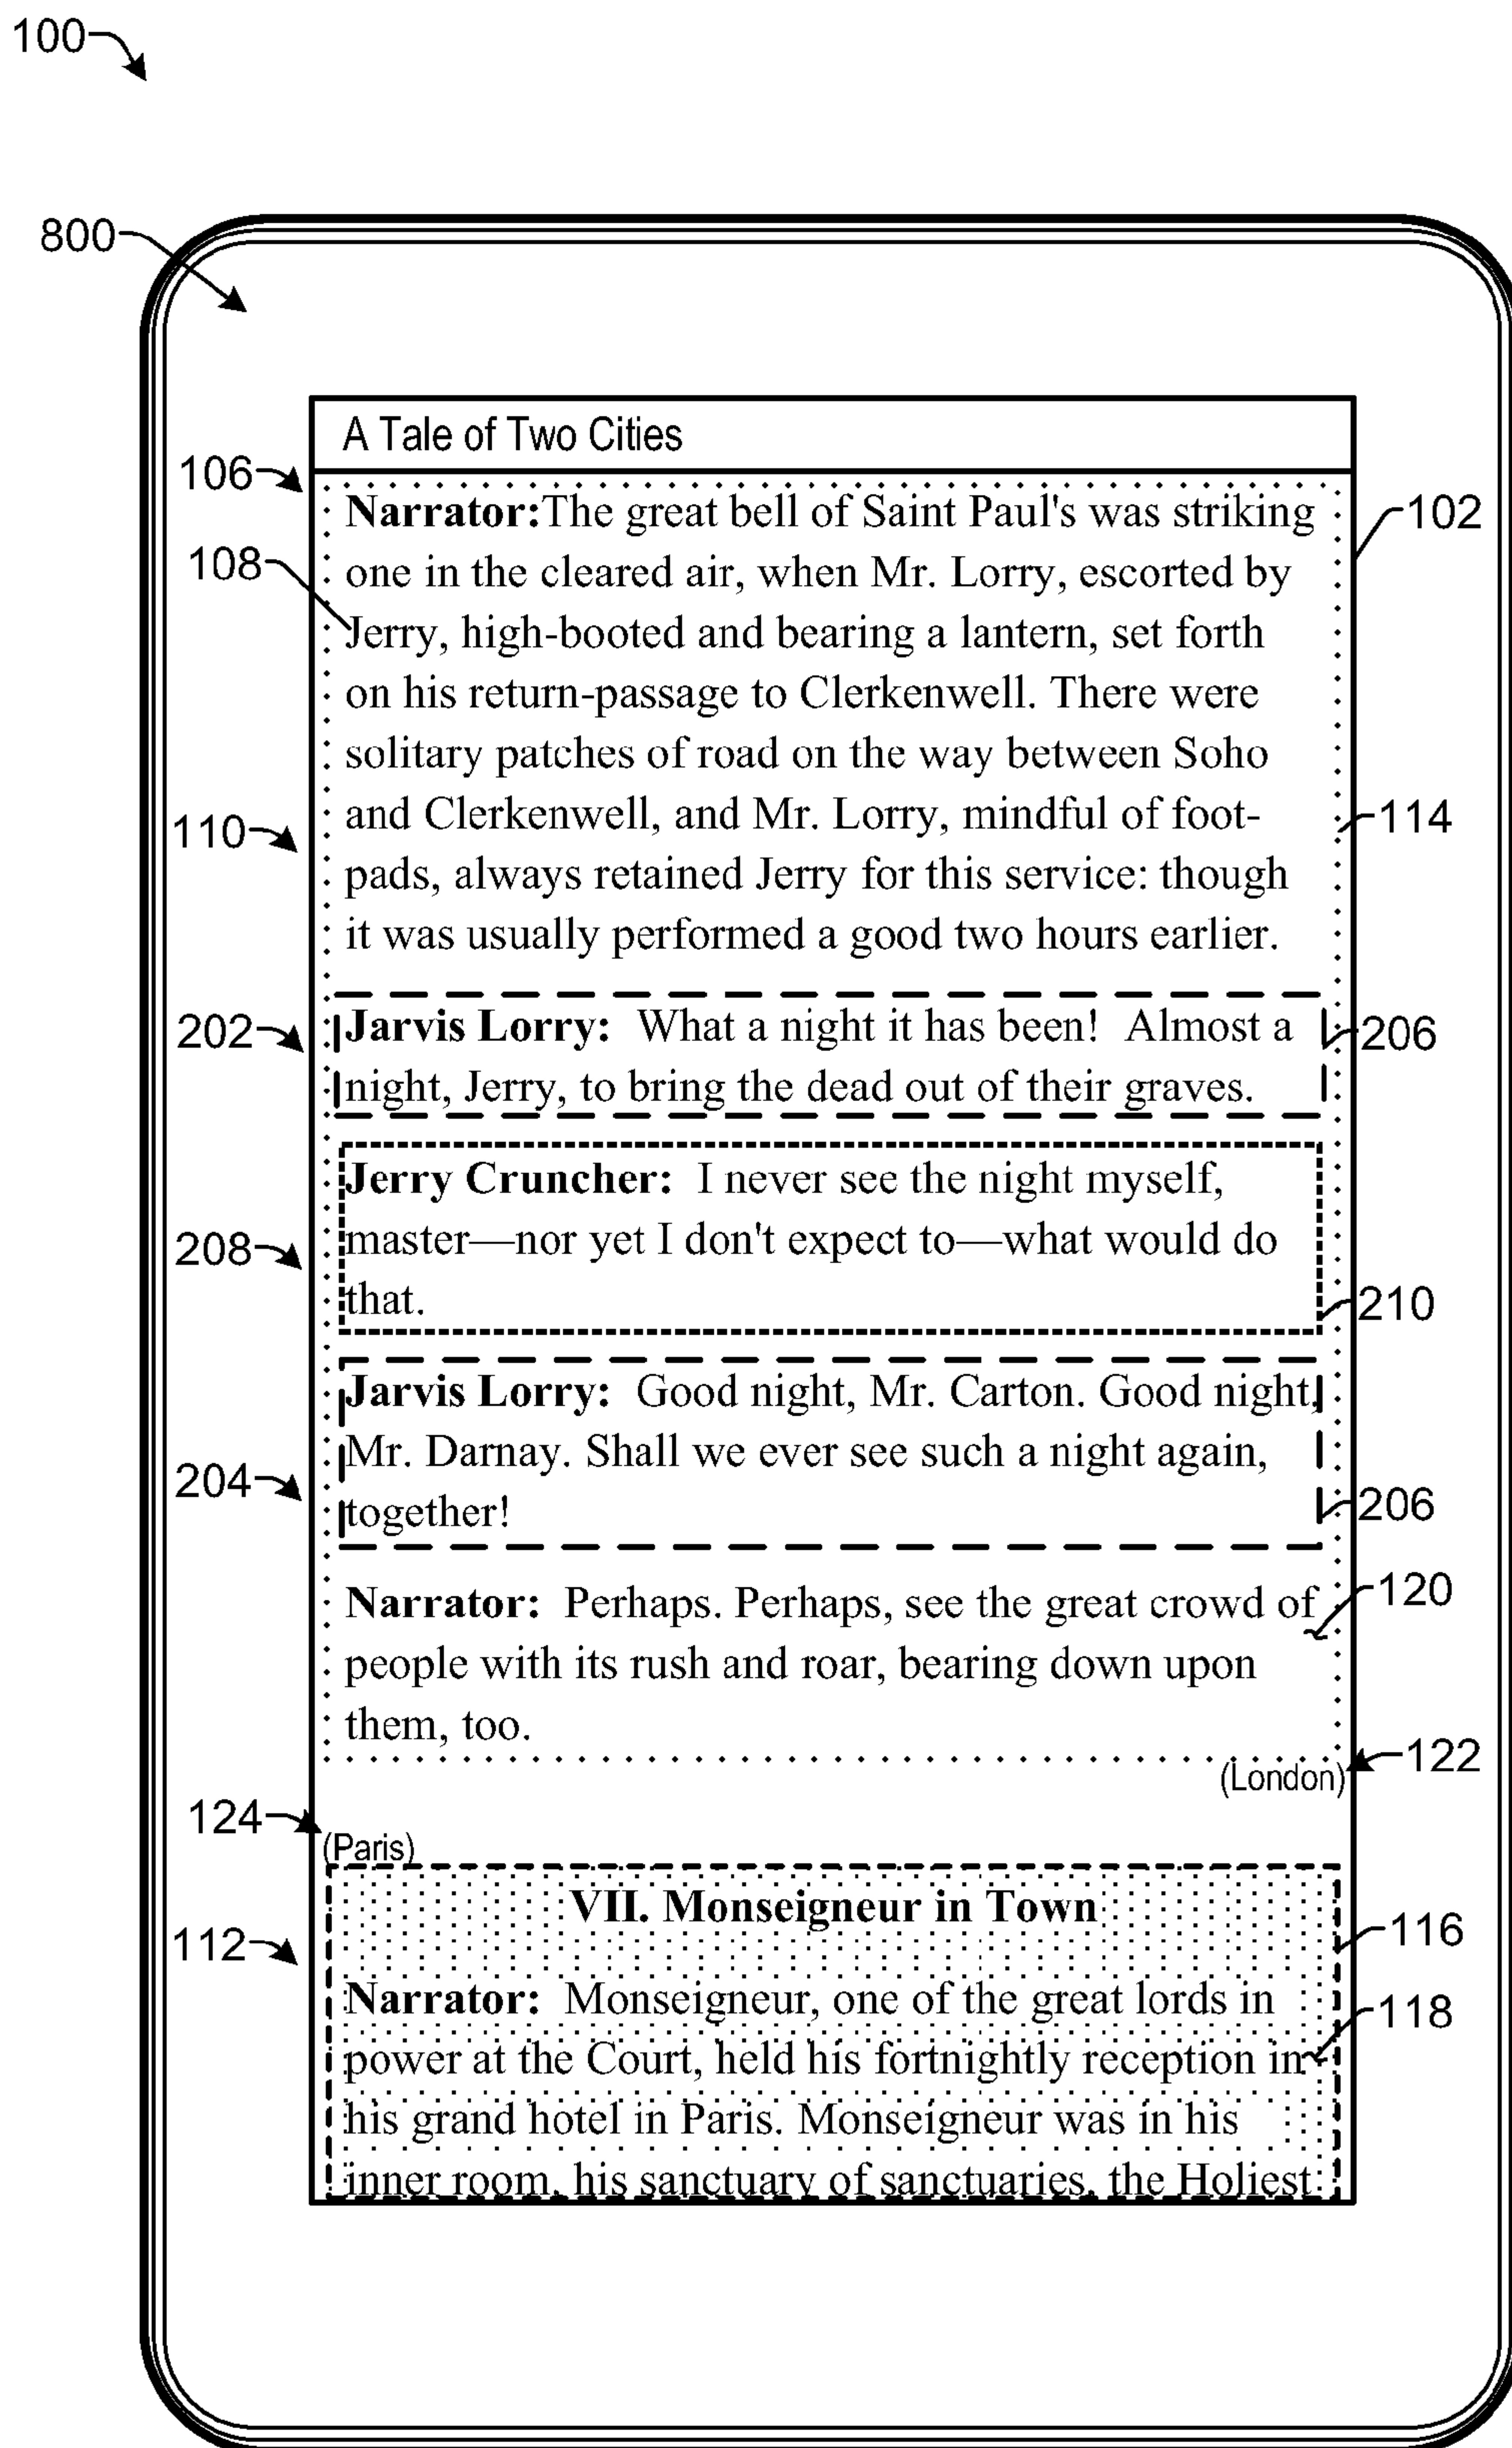 100
800
A Tale of Two Cities
106
Narrator:The great bell of Saint Paul's was striking
102
one in the cleared air, when Mr. Lorry, escorted by
108
Jerry, high-booted and bearing a lantern, set forth
on his return-passage to Clerkenwell. There were
solitary patches of road on the way between Soho
and Clerkenwell, and Mr. Lorry, mindful of foot-
110
114
pads, always retained Jerry for this service: though
it was usually performed a good two hours earlier.
202
Jarvis Lorry:  What a night it has been!  Almost a
206
night, Jerry, to bring the dead out of their graves.
Jerry Cruncher:  I never see the night myself,
208
master—nor yet I don't expect to—what would do
that.
210
Jarvis Lorry:  Good night, Mr. Carton. Good night,
Mr. Darnay. Shall we ever see such a night again,
204
together!
206
Narrator:  Perhaps. Perhaps, see the great crowd of
120
people with its rush and roar, bearing down upon
them, too.
122
(London)
124
(Paris)
VII. Monseigneur in Town
112
116
Narrator:  Monseigneur, one of the great lords in
118
power at the Court, held his fortnightly reception in
his grand hotel in Paris. Monseigneur was in his
inner room, his sanctuary of sanctuaries, the Holiest